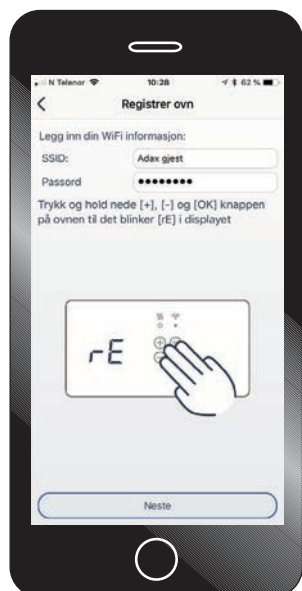 N Telenor 10:28 62 %
Registrer ovn
Legg inn din WiFi informasjon:
SSID: Adax gjest
Passord ••••••••
Trykk og hold nede [+], [-] og [OK] knappen
på ovnen til det blinker [rE] i displayet
rE
Neste